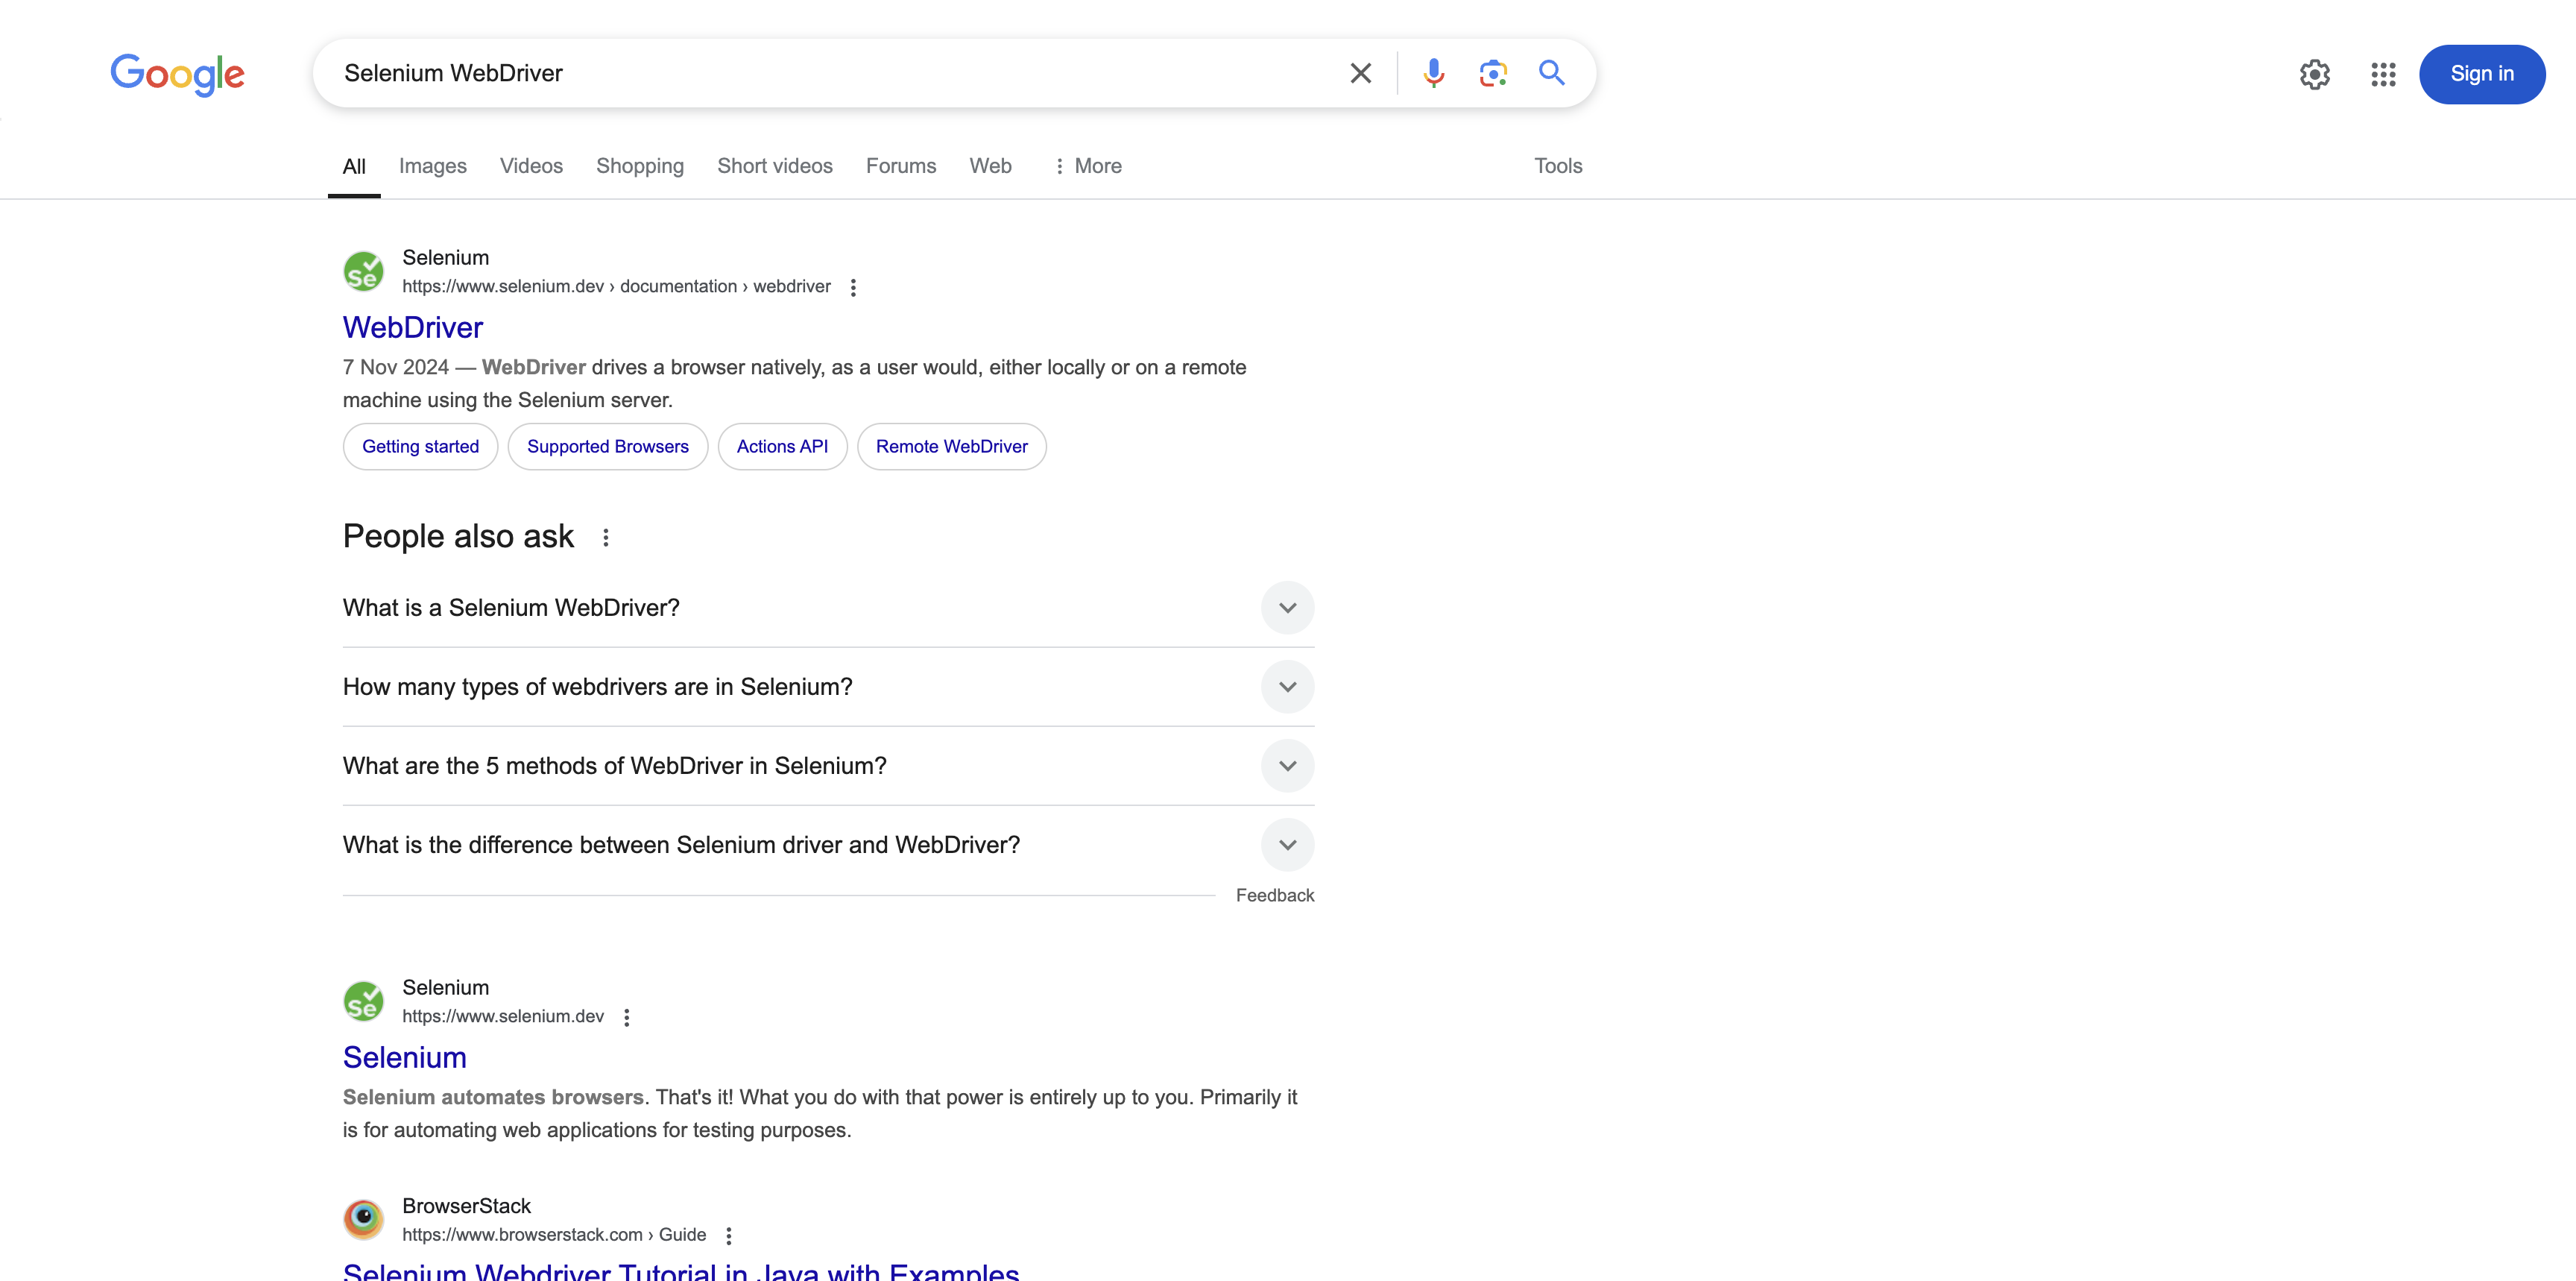 Google
Selenium WebDriver
Sign in
All Images Videos Shopping Short videos Forums Web More Tools
Se
Selenium
https://www.selenium.dev › documentation › webdriver
WebDriver
7 Nov 2024 — WebDriver drives a browser natively, as a user would, either locally or on a remote
machine using the Selenium server.
Getting started Supported Browsers Actions API Remote WebDriver
People also ask
What is a Selenium WebDriver?
How many types of webdrivers are in Selenium?
What are the 5 methods of WebDriver in Selenium?
What is the difference between Selenium driver and WebDriver?
Feedback
Se
Selenium
https://www.selenium.dev
Selenium
Selenium automates browsers. That's it! What you do with that power is entirely up to you. Primarily it
is for automating web applications for testing purposes.
BrowserStack
https://www.browserstack.com › Guide
Selenium Webdriver Tutorial in Java with Examples